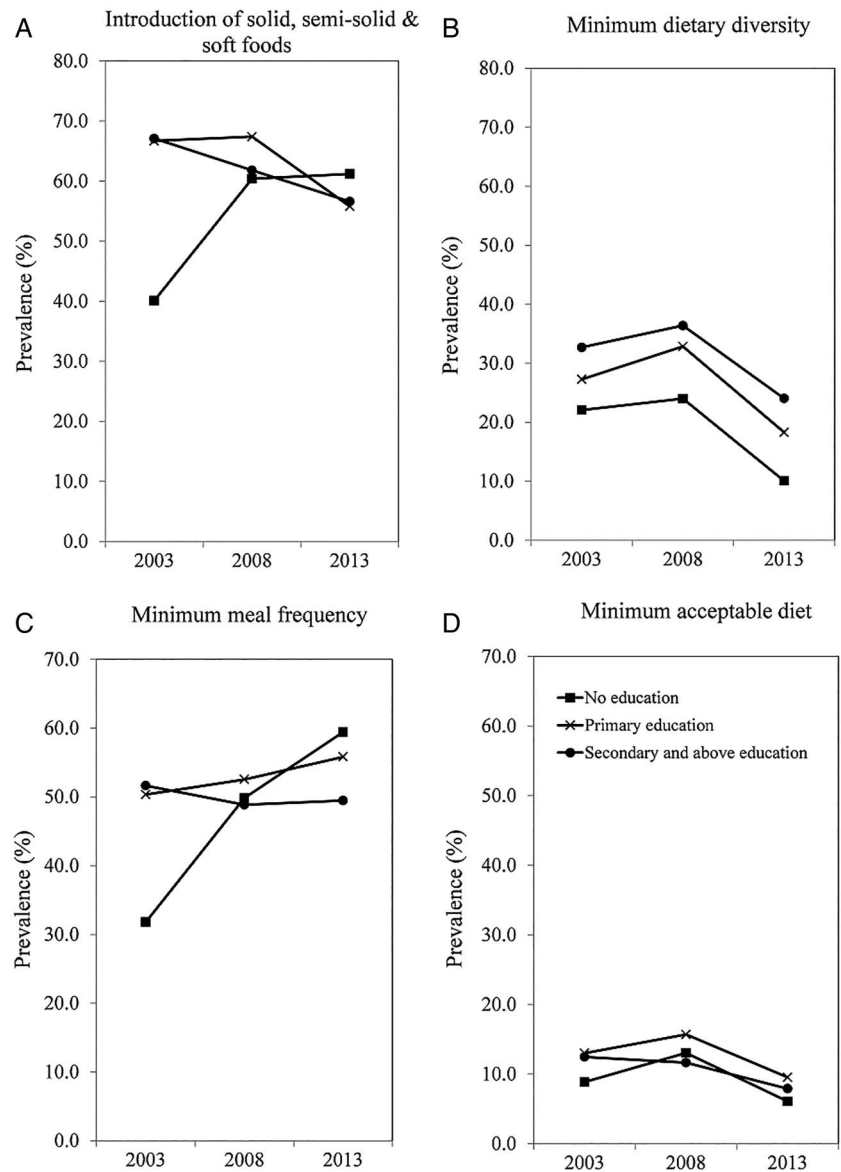 A
Introduction of solid, semi-solid &
soft foods
80.0
70.0
60.0
50.0
40.0
30.0
20.0
10.0
0.0
Prevalence (%)
2003 2008 2013
B
Minimum dietary diversity
80.0
70.0
60.0
50.0
40.0
30.0
20.0
10.0
0.0
Prevalence (%)
2003 2008 2013
C
Minimum meal frequency
70.0
60.0
50.0
40.0
30.0
20.0
10.0
0.0
Prevalence (%)
2003 2008 2013
D
Minimum acceptable diet
70.0
60.0
50.0
40.0
30.0
20.0
10.0
0.0
Prevalence (%)
No education
Primary education
Secondary and above education
2003 2008 2013